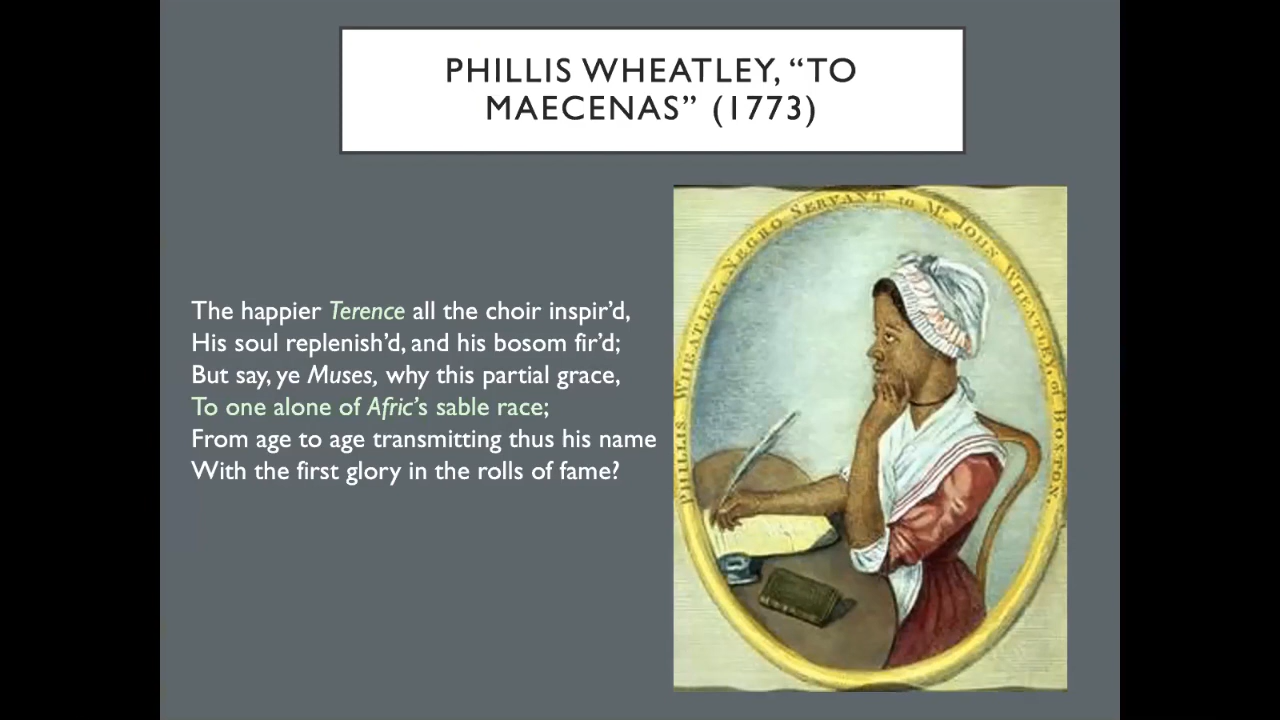 PHILLIS WHEATLEY, “TO
MAECENAS” (1773)
The happier Terence all the choir inspir’d,
His soul replenish’d, and his bosom fir’d;
But say, ye Muses, why this partial grace,
To one alone of Afric’s sable race;
From age to age transmitting thus his name
With the first glory in the rolls of fame?
PHILLIS WHEATLEY, NEGRO SERVANT to Mr. JOHN WHEATLEY, of BOSTON.